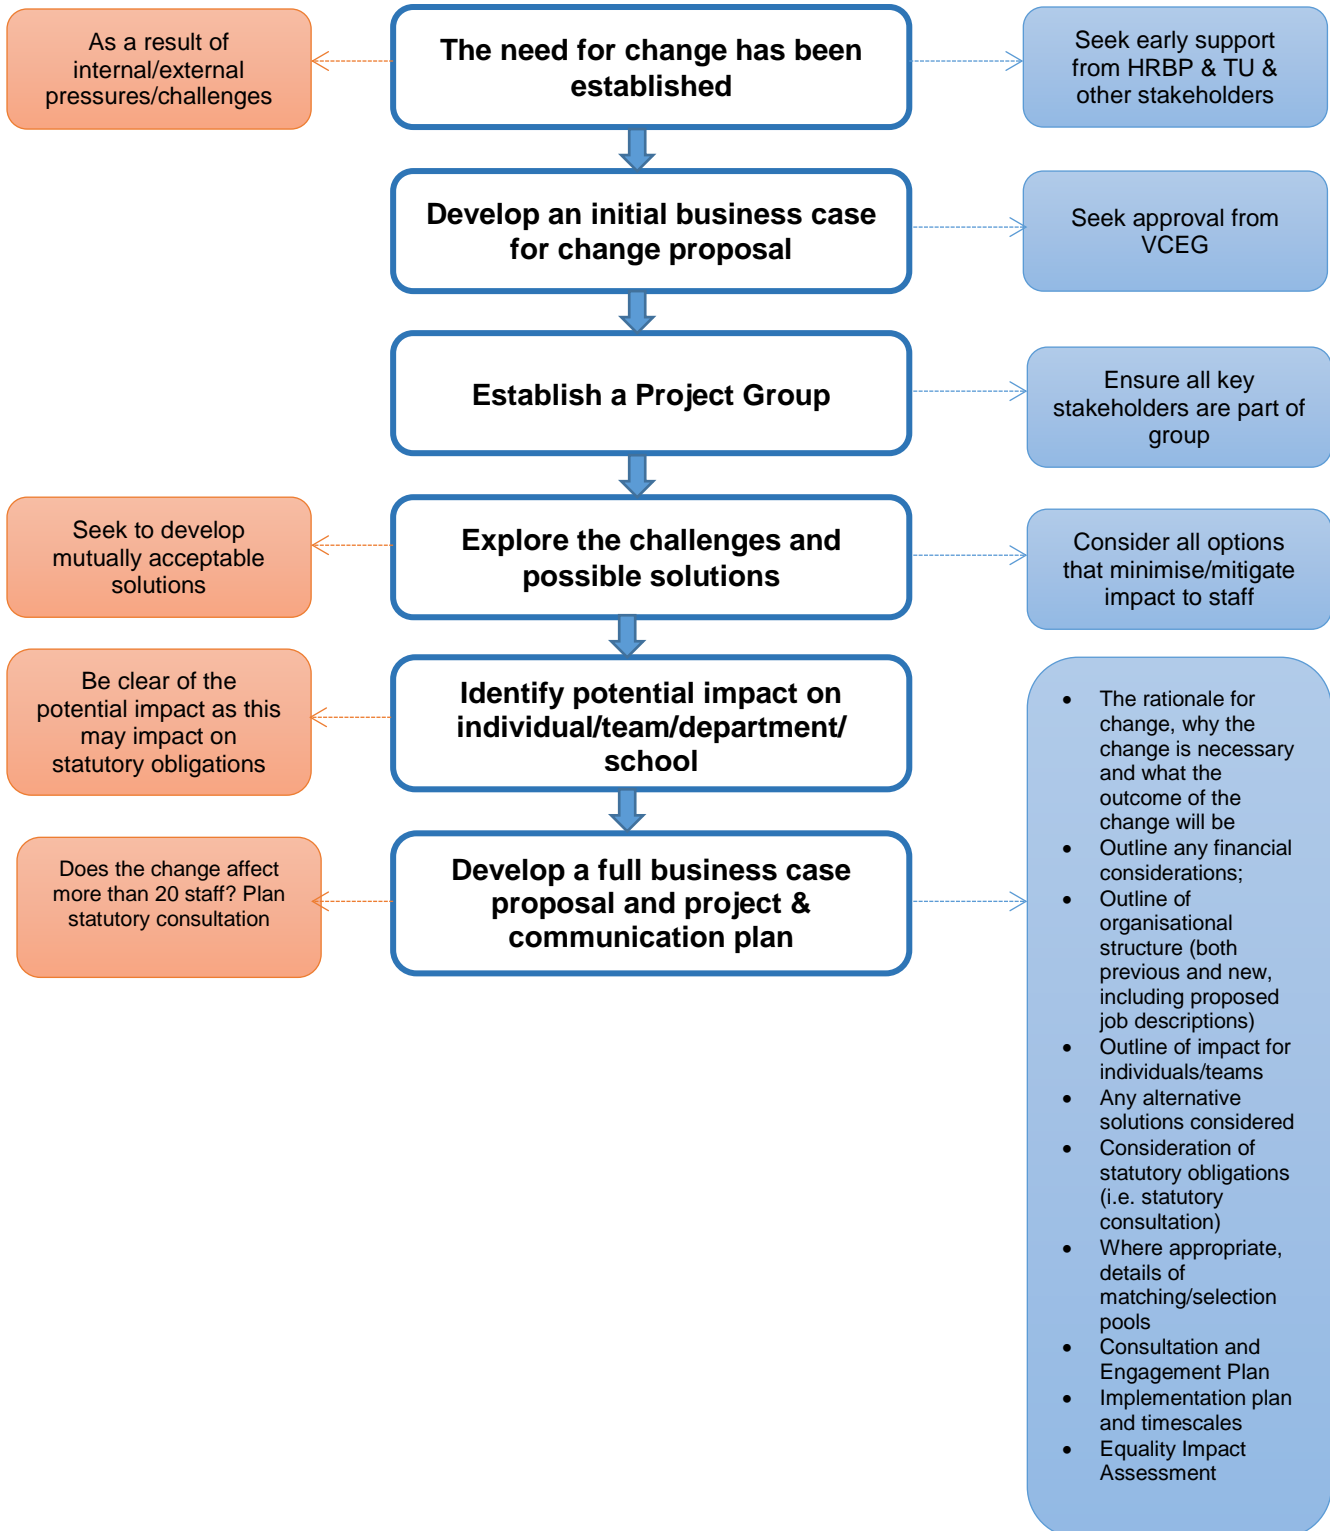 As a result of
internal/external
pressures/challenges
The need for change has been
established
Seek early support
from HRBP & TU &
other stakeholders
Develop an initial business case
for change proposal
Seek approval from
VCEG
Establish a Project Group
Ensure all key
stakeholders are part of
group
Seek to develop
mutually acceptable
solutions
Explore the challenges and
possible solutions
Consider all options
that minimise/mitigate
impact to staff
Be clear of the
potential impact as this
may impact on
statutory obligations
Identify potential impact on
individual/team/department/
school
Does the change affect
more than 20 staff? Plan
statutory consultation
Develop a full business case
proposal and project &
communication plan
• The rationale for
change, why the
change is necessary
and what the
outcome of the
change will be
• Outline any financial
considerations;
• Outline of
organisational
structure (both
previous and new,
including proposed
job descriptions)
• Outline of impact for
individuals/teams
• Any alternative
solutions considered
• Consideration of
statutory obligations
(i.e. statutory
consultation)
• Where appropriate,
details of
matching/selection
pools
• Consultation and
Engagement Plan
• Implementation plan
and timescales
• Equality Impact
Assessment